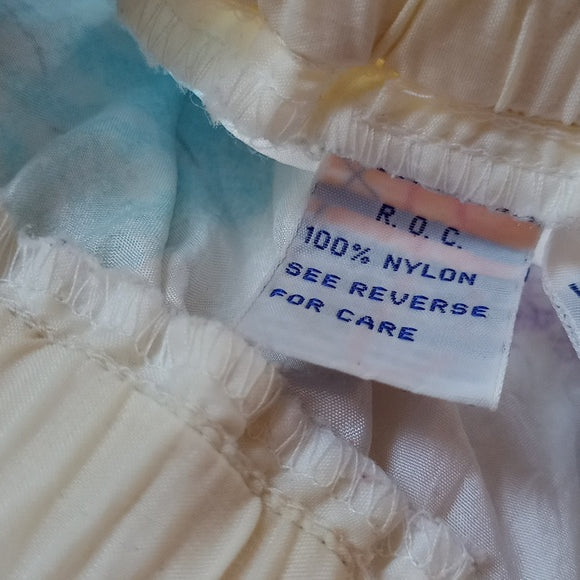 R. O. C.
100% NYLON
SEE REVERSE
FOR CARE